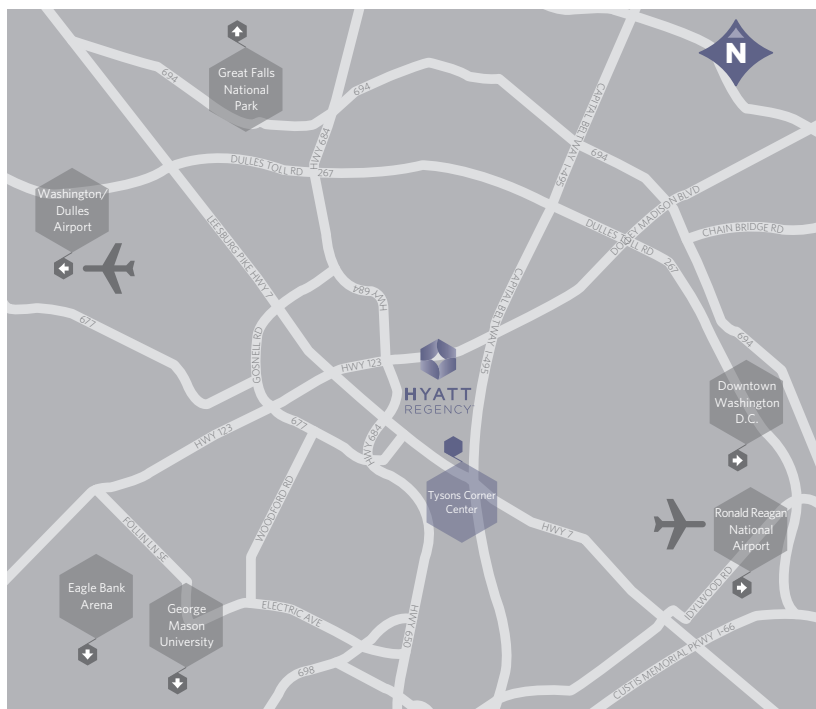 Great Falls
National
Park
N
694
694
HWY 684
CAPITAL BELTWAY I-495
694
DULLES TOLL RD
267
Washington/
Dulles
Airport
LEESBURG PIKE HWY 7
DOLLEY MADISON BLVD
DULLES TOLL RD
267
CHAIN BRIDGE RD
HWY 684
CAPITAL BELTWAY I-495
677
GOSNELL RD
694
HWY 123
HYATT
REGENCY
Downtown
Washington
D.C.
HWY 123
677
HWY 684
Tysons Corner
Center
WOODFORD RD
FOLLIN LN SE
HWY 7
Ronald Reagan
National
Airport
IDYLWOOD RD
Eagle Bank
Arena
George
Mason
University
ELECTRIC AVE
HWY 650
698
CUSTIS MEMORIAL PKWY I-66